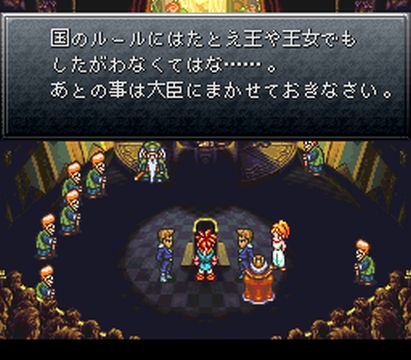 国のルールにはたとえ王や王女でも
したがわなくてはな……。
あとの事は大臣にまかせておきなさい。